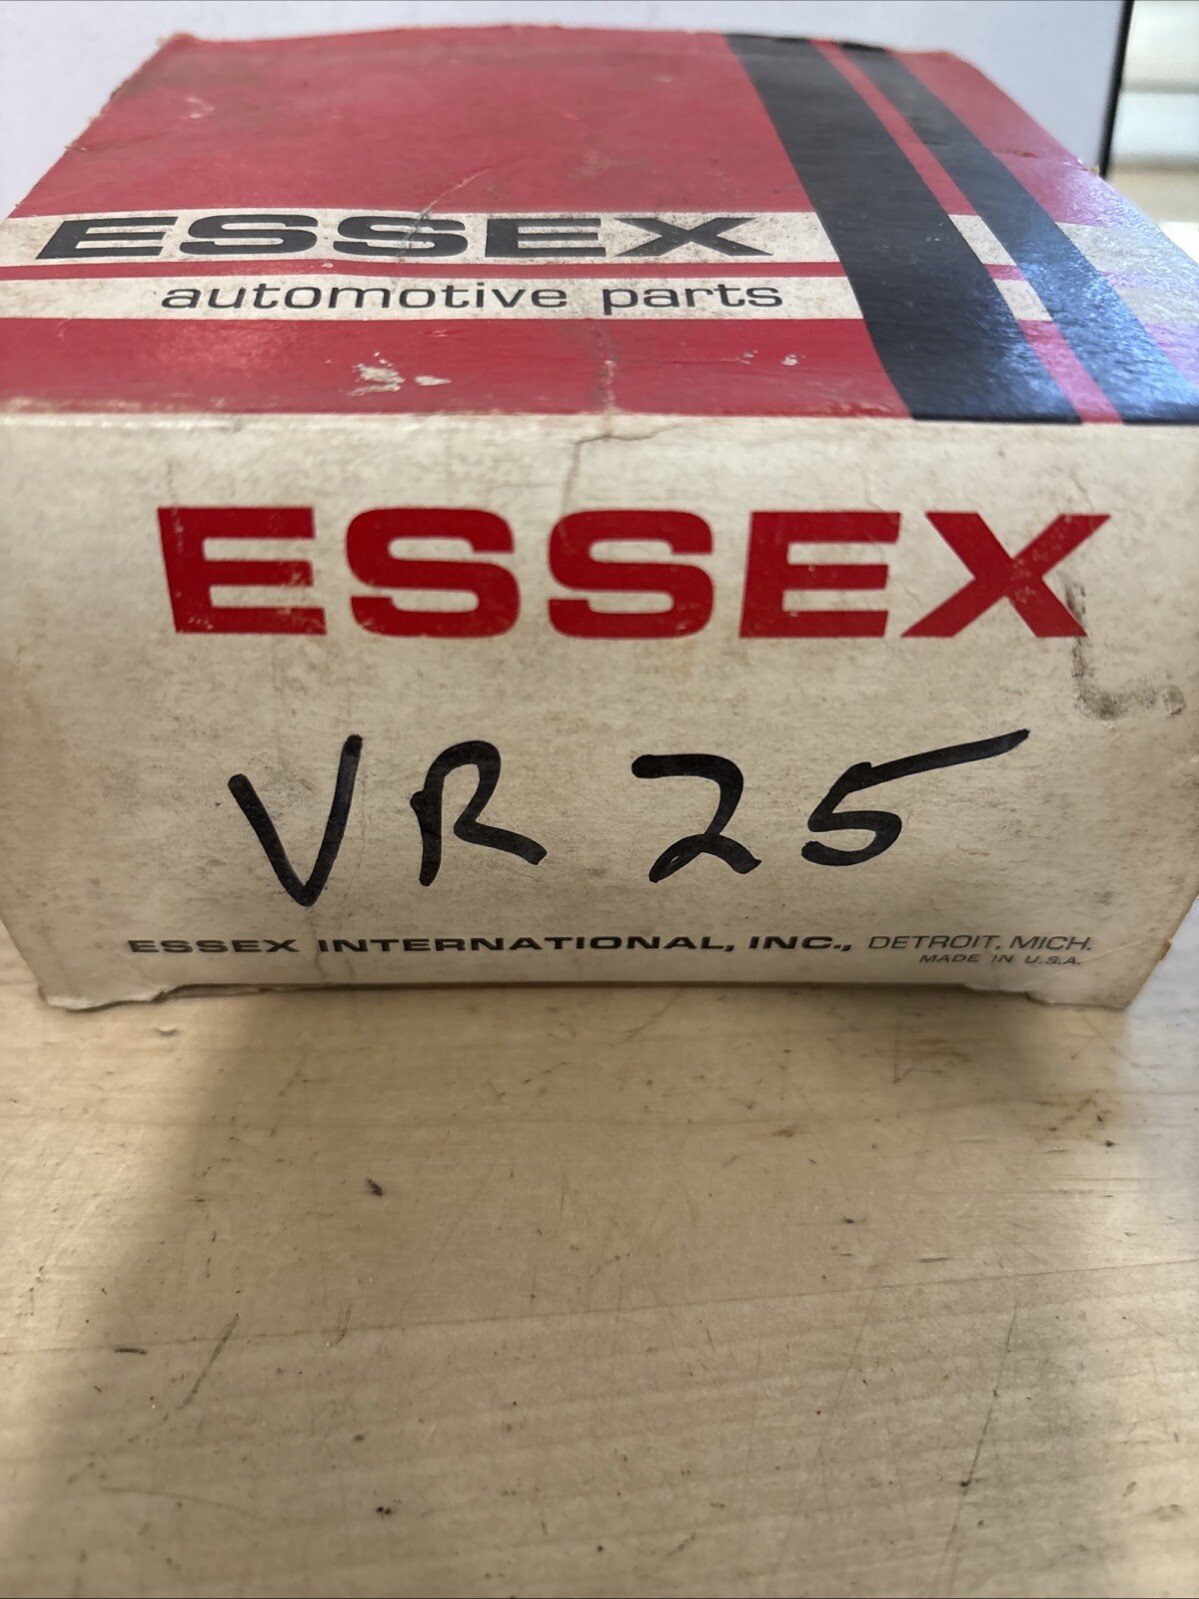 ESSEX
automotive parts
ESSEX
VR 25
ESSEX INTERNATIONAL, INC., DETROIT, MICH.
MADE IN U.S.A.